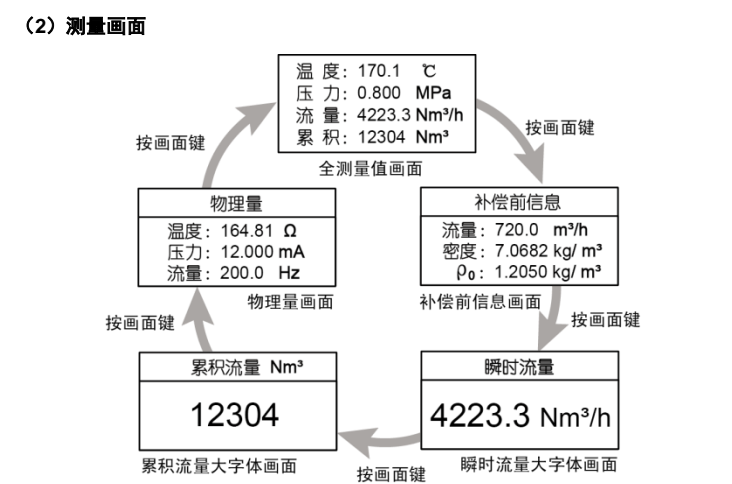 （2）测量画面
温 度：170.1 ℃
压 力：0.800 MPa
流 量：4223.3 Nm³/h
累 积：12304 Nm³
全测量值画面
按画面键
补偿前信息
流量：720.0 m³/h
密度：7.0682 kg/ m³
ρ₀：1.2050 kg/ m³
补偿前信息画面
按画面键
瞬时流量
4223.3 Nm³/h
瞬时流量大字体画面
按画面键
累积流量 Nm³
12304
累积流量大字体画面
按画面键
物理量
温度：164.81 Ω
压力：12.000 mA
流量：200.0 Hz
物理量画面
按画面键